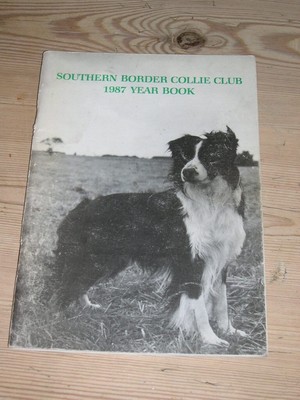 SOUTHERN BORDER COLLIE CLUB
1987 YEAR BOOK